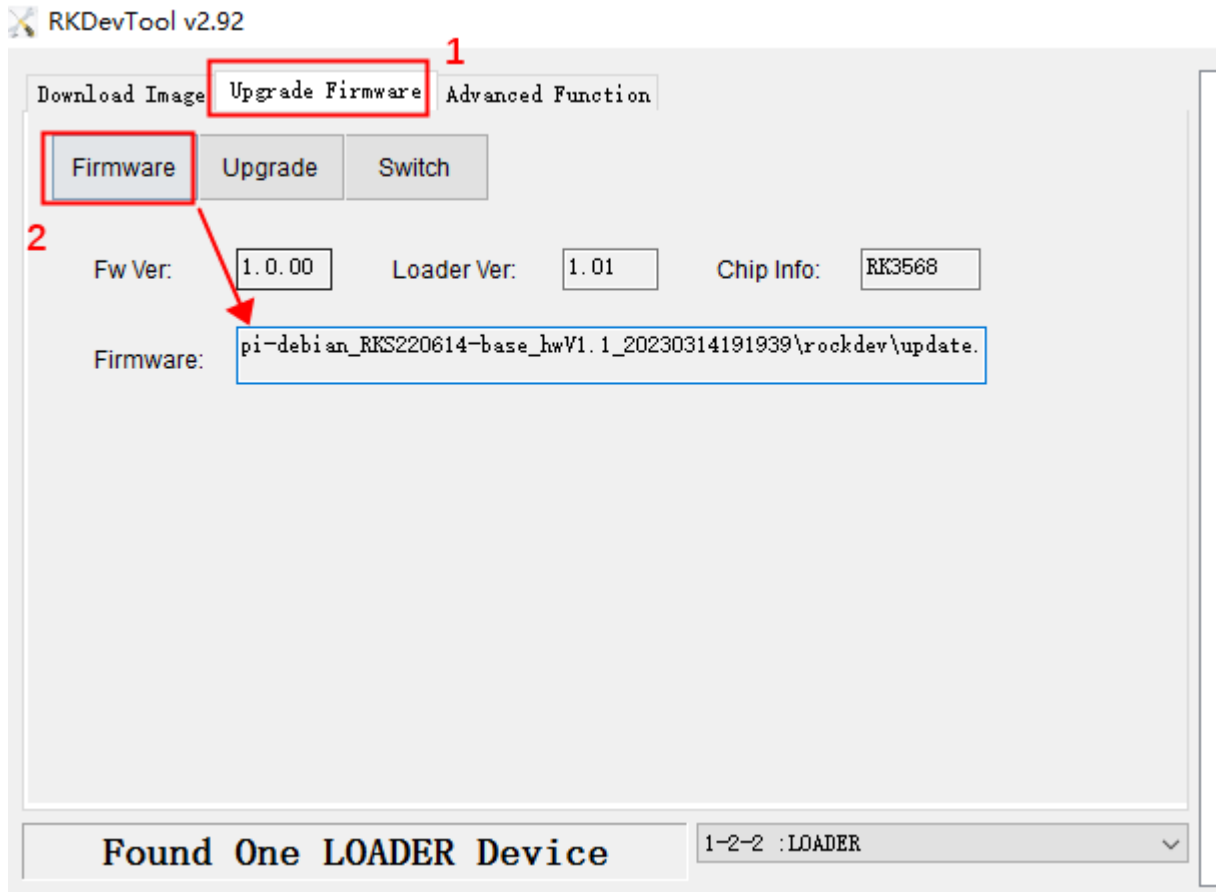 RKDevTool v2.92
1
Download Image Upgrade Firmware Advanced Function
Firmware Upgrade Switch
2
Fw Ver: 1.0.00 Loader Ver: 1.01 Chip Info: RK3568
Firmware: pi-debian_RKS220614-base_hwV1.1_20230314191939\rockdev\update.
Found One LOADER Device 1-2-2 :LOADER